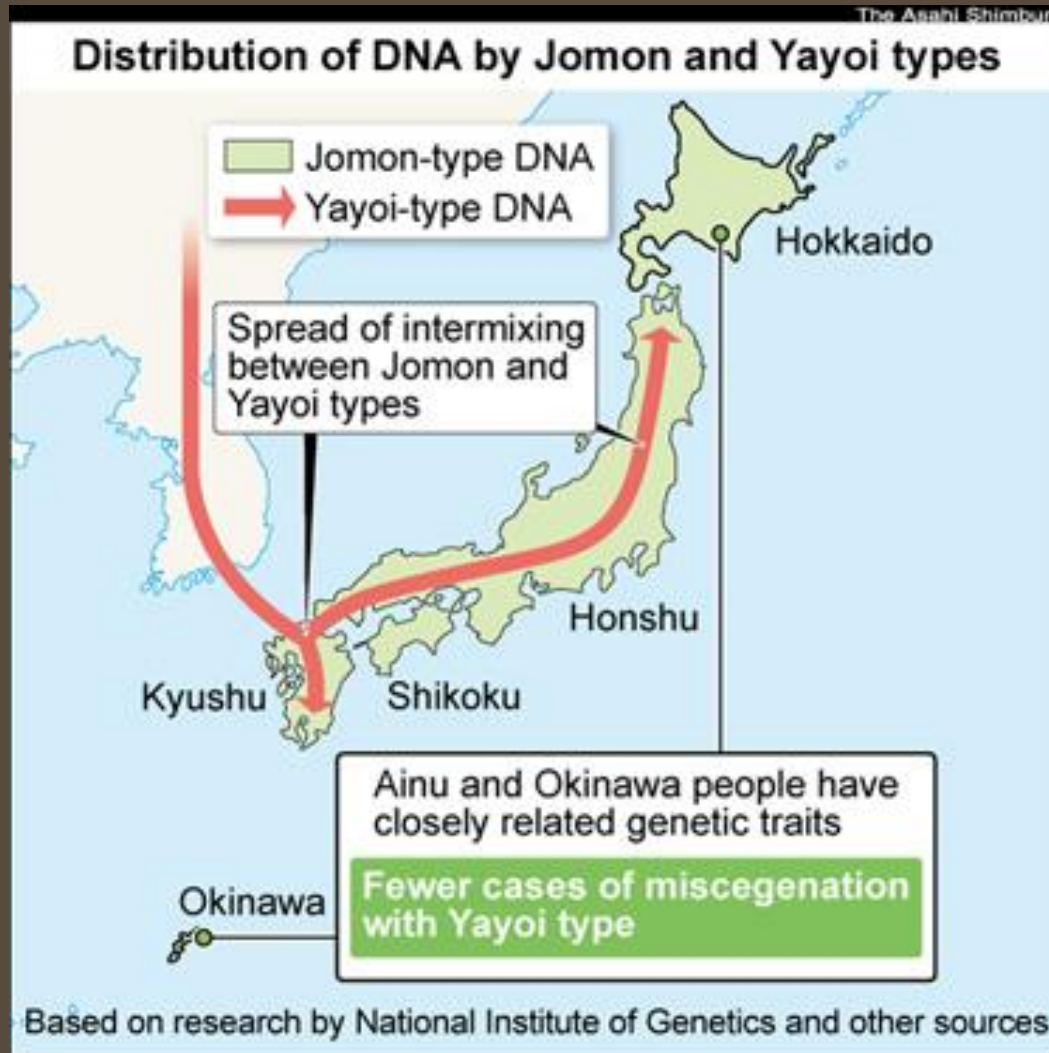 The Asahi Shimbun
Distribution of DNA by Jomon and Yayoi types
Jomon-type DNA
Yayoi-type DNA
Hokkaido
Spread of intermixing
between Jomon and
Yayoi types
Honshu
Kyushu
Shikoku
Ainu and Okinawa people have
closely related genetic traits
Fewer cases of miscegenation
with Yayoi type
Okinawa
Based on research by National Institute of Genetics and other sources